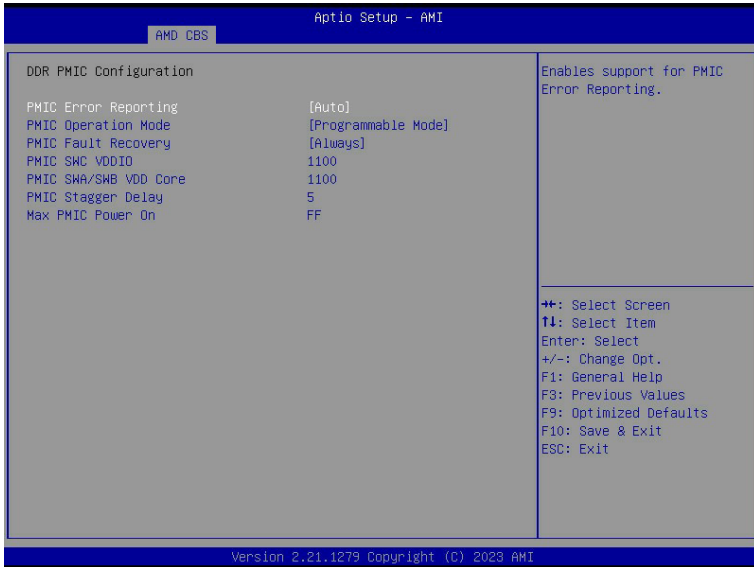 Aptio Setup – AMI
AMD CBS
DDR PMIC Configuration
PMIC Error Reporting [Auto]
PMIC Operation Mode [Programmable Mode]
PMIC Fault Recovery [Always]
PMIC SWC VDDIO 1100
PMIC SWA/SWB VDD Core 1100
PMIC Stagger Delay 5
Max PMIC Power On FF
Enables support for PMIC
Error Reporting.
→←: Select Screen
↑↓: Select Item
Enter: Select
+/-: Change Opt.
F1: General Help
F3: Previous Values
F9: Optimized Defaults
F10: Save & Exit
ESC: Exit
Version 2.21.1279 Copyright (C) 2023 AMI